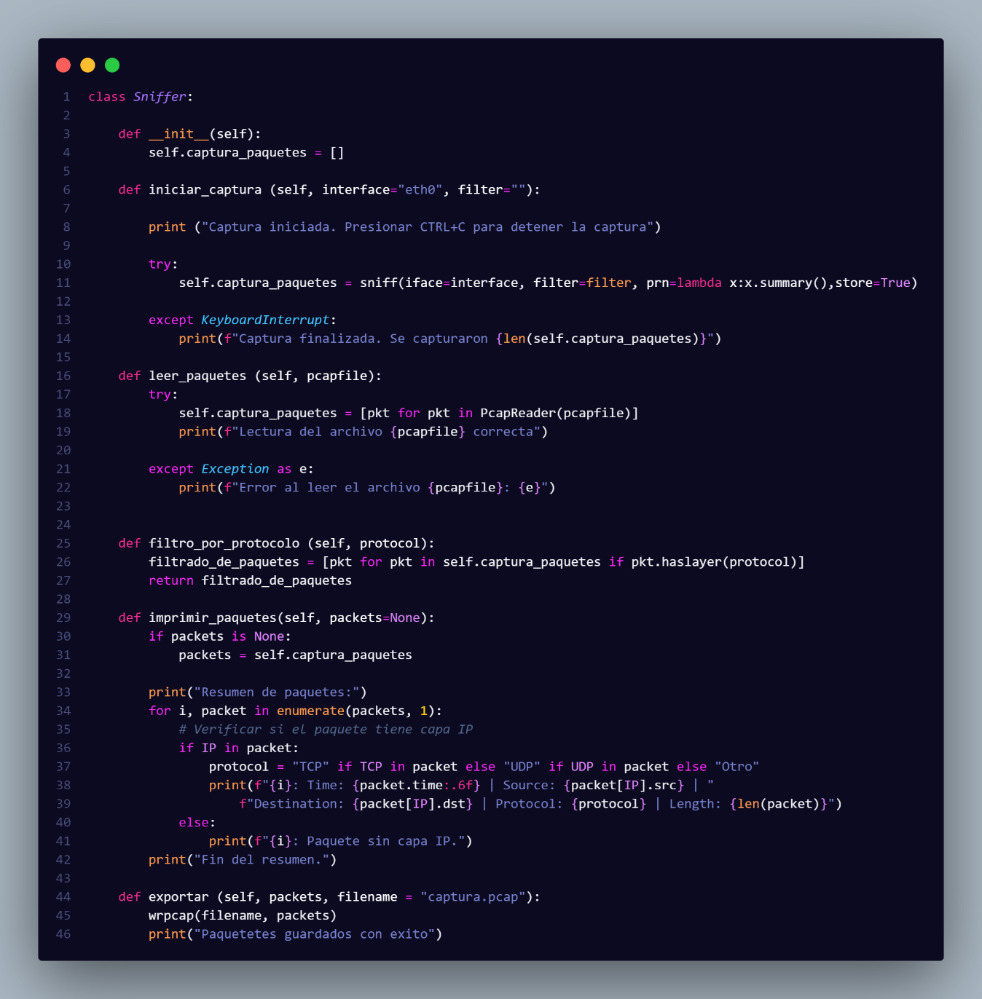 1 class Sniffer:
2
3     def __init__(self):
4         self.captura_paquetes = []
5
6     def iniciar_captura (self, interface="eth0", filter=""):
7
8         print ("Captura iniciada. Presionar CTRL+C para detener la captura")
9
10         try:
11             self.captura_paquetes = sniff(iface=interface, filter=filter, prn=lambda x:x.summary(),store=True)
12
13         except KeyboardInterrupt:
14             print(f"Captura finalizada. Se capturaron {len(self.captura_paquetes)}")
15
16     def leer_paquetes (self, pcapfile):
17         try:
18             self.captura_paquetes = [pkt for pkt in PcapReader(pcapfile)]
19             print(f"Lectura del archivo {pcapfile} correcta")
20
21         except Exception as e:
22             print(f"Error al leer el archivo {pcapfile}: {e}")
23
24
25     def filtro_por_protocolo (self, protocol):
26         filtrado_de_paquetes = [pkt for pkt in self.captura_paquetes if pkt.haslayer(protocol)]
27         return filtrado_de_paquetes
28
29     def imprimir_paquetes(self, packets=None):
30         if packets is None:
31             packets = self.captura_paquetes
32
33         print("Resumen de paquetes:")
34         for i, packet in enumerate(packets, 1):
35             # Verificar si el paquete tiene capa IP
36             if IP in packet:
37                 protocol = "TCP" if TCP in packet else "UDP" if UDP in packet else "Otro"
38                 print(f"{i}: Time: {packet.time:.6f} | Source: {packet[IP].src} | "
39                     f"Destination: {packet[IP].dst} | Protocol: {protocol} | Length: {len(packet)}")
40             else:
41                 print(f"{i}: Paquete sin capa IP.")
42         print("Fin del resumen.")
43
44     def exportar (self, packets, filename = "captura.pcap"):
45         wrpcap(filename, packets)
46         print("Paquetetes guardados con exito")